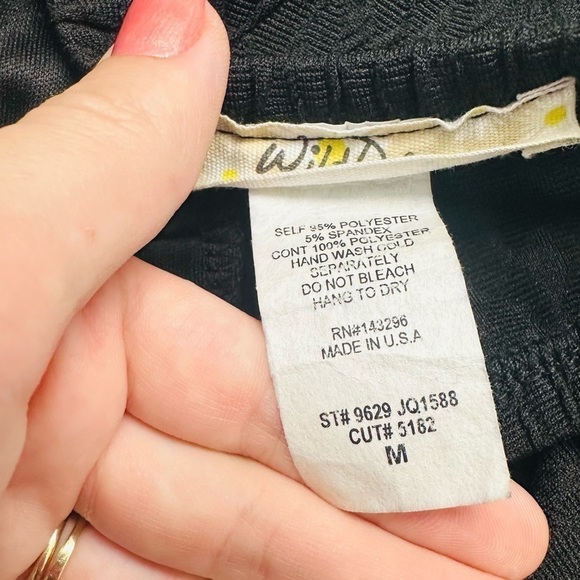 SELF 95% POLYESTER
5% SPANDEX
CONT 100% POLYESTER
HAND WASH COLD
SEPARATELY
DO NOT BLEACH
HANG TO DRY
RN#143296
MADE IN U.S.A
ST# 9629 JQ1588
CUT# 5182
M